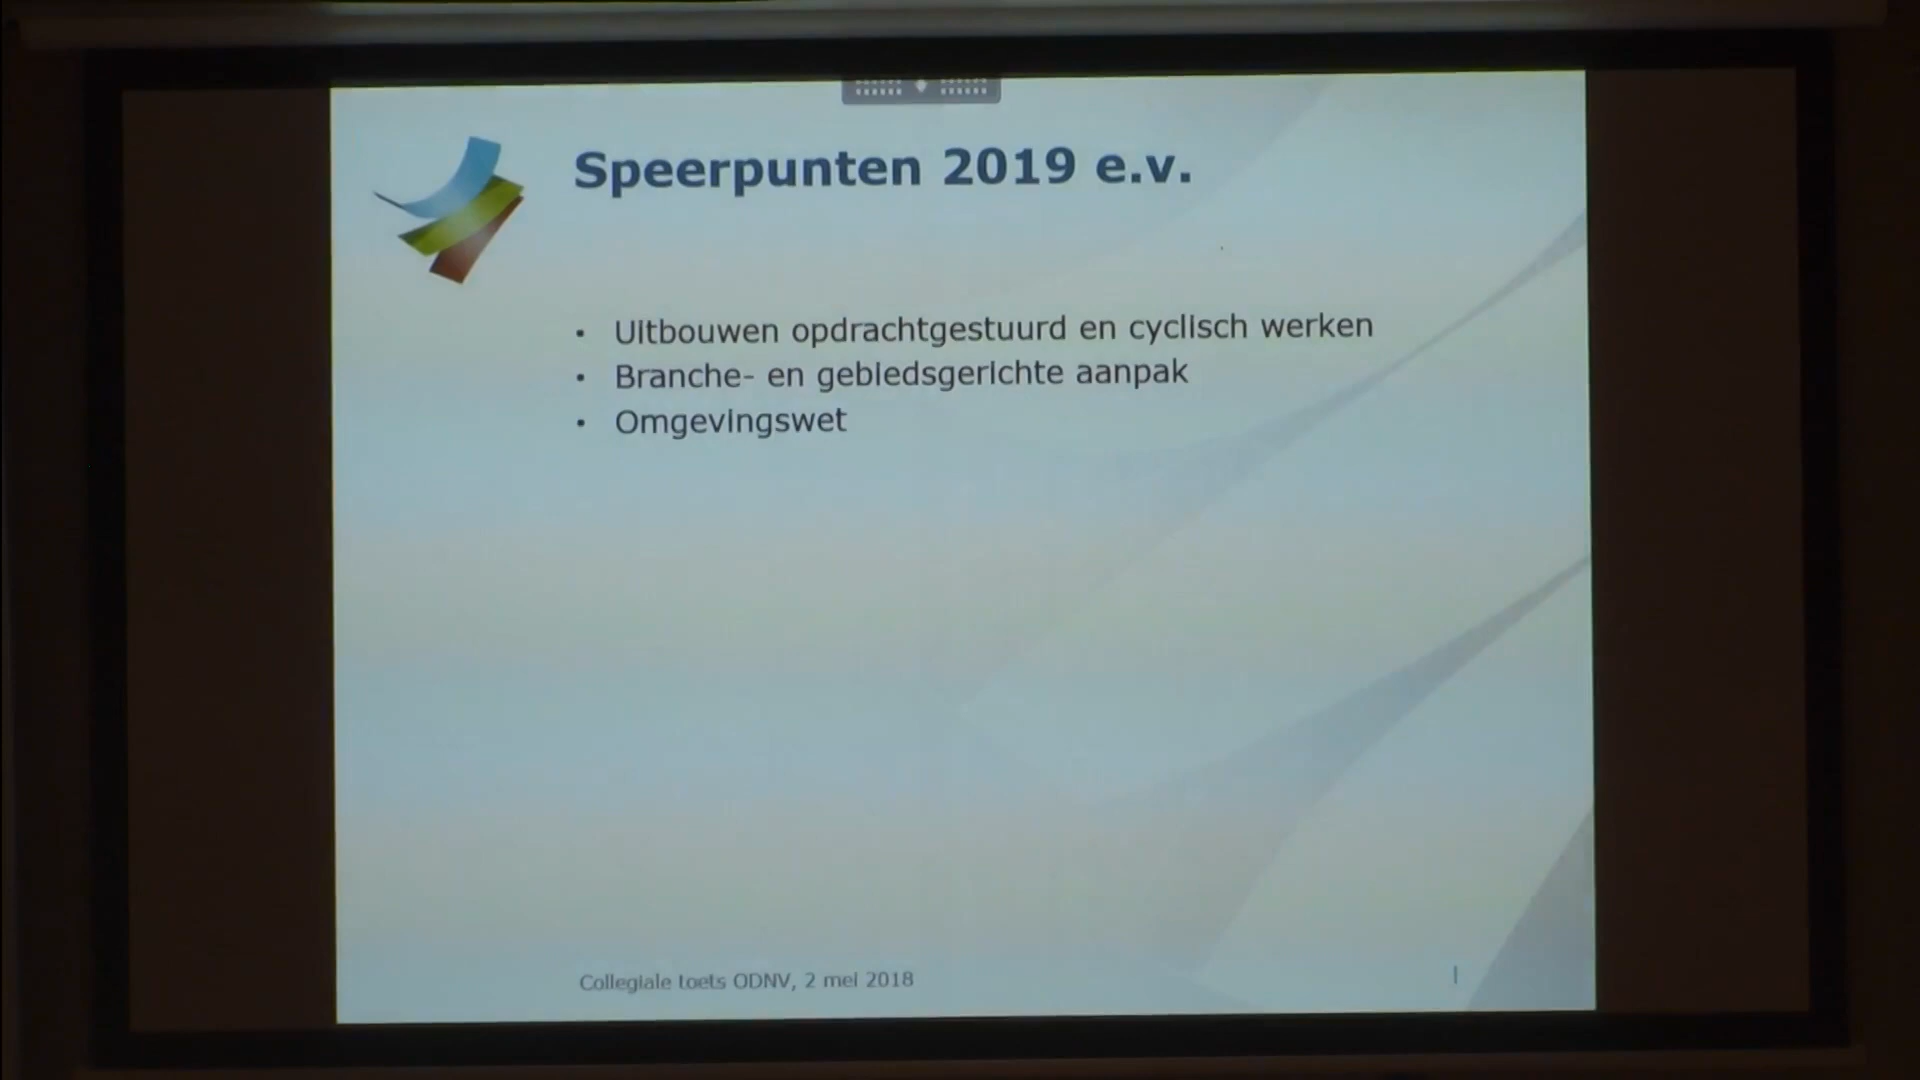 Speerpunten 2019 e.v.
• Uitbouwen opdrachtgestuurd en cyclisch werken
• Branche- en gebiedsgerichte aanpak
• Omgevingswet
Collegiale toets ODNV, 2 mei 2018